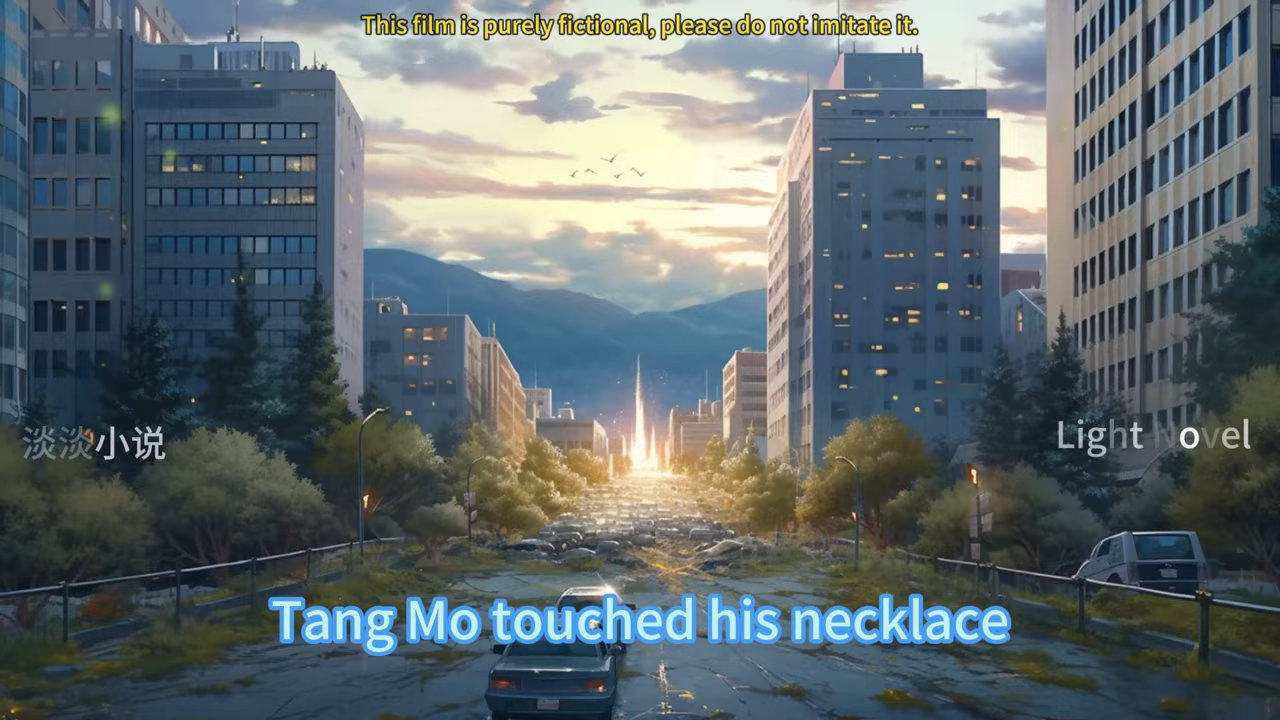 This film is purely fictional, please do not imitate it.
淡淡小说
Light Novel
Tang Mo touched his necklace